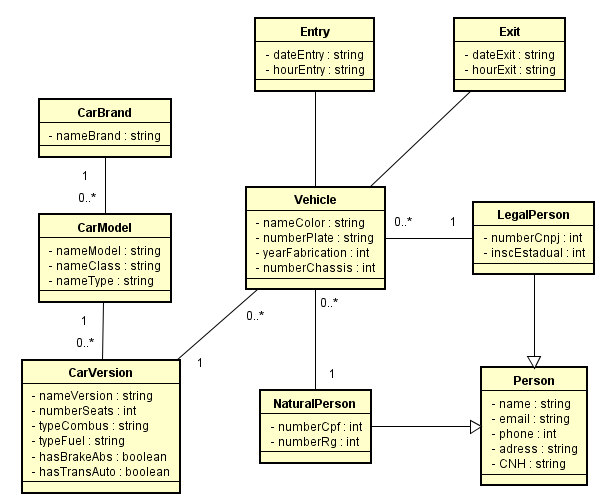 Entry
- dateEntry : string
- hourEntry : string
Exit
- dateExit : string
- hourExit : string
CarBrand
- nameBrand : string
1
0..*
CarModel
- nameModel : string
- nameClass : string
- nameType : string
1
0..*
CarVersion
- nameVersion : string
- numberSeats : int
- typeCombus : string
- typeFuel : string
- hasBrakeAbs : boolean
- hasTransAuto : boolean
Vehicle
- nameColor : string
- numberPlate : string
- yearFabrication : int
- numberChassis : int
0..*
1
0..*
1
0..*
1
LegalPerson
- numberCnpj : int
- inscEstadual : int
NaturalPerson
- numberCpf : int
- numberRg : int
Person
- name : string
- email : string
- phone : int
- adress : string
- CNH : string